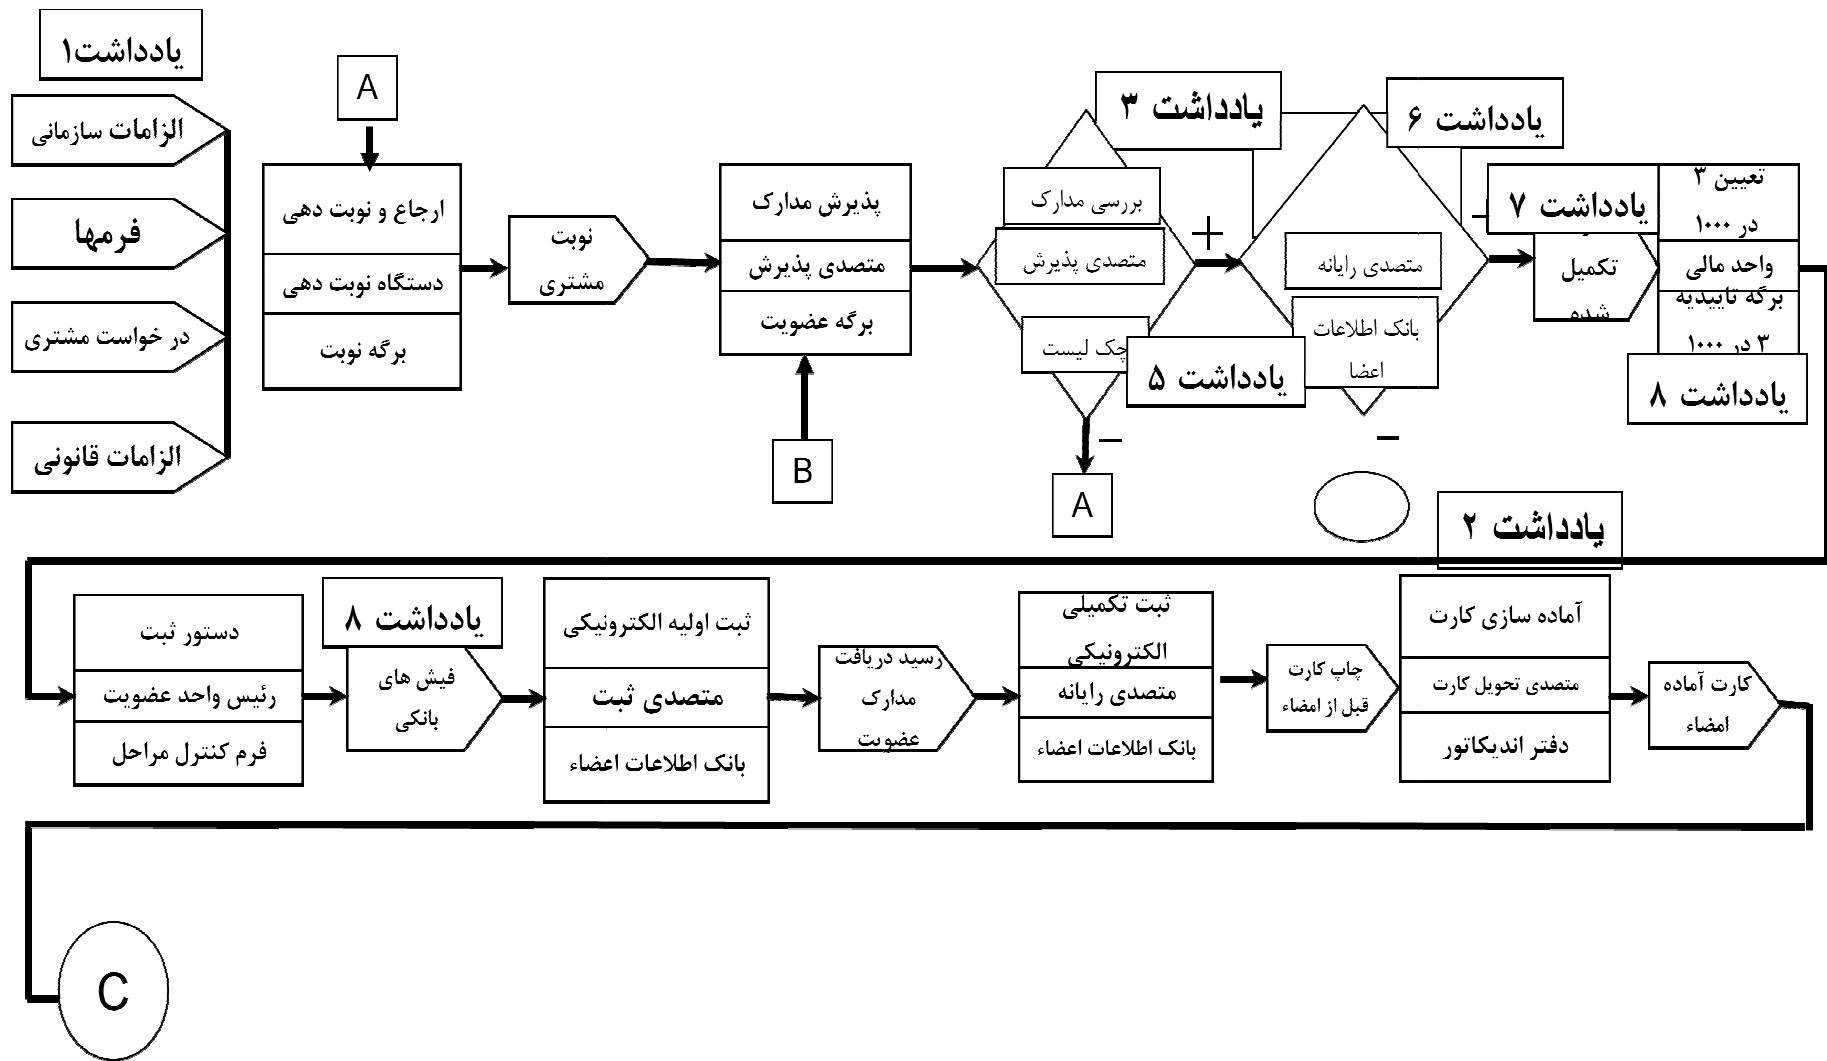 یادداشت۱
الزامات سازمانی
فرمها
در خواست مشتری
الزامات قانونی
A
ارجاع و نوبت دهی
دستگاه نوبت دهی
برگه نوبت
نوبت
مشتری
پذیرش مدارک
متصدی پذیرش
برگه عضویت
B
یادداشت ۳
بررسی مدارک
متصدی پذیرش
چک لیست
+
–
A
یادداشت ۵
یادداشت ۶
متصدی رایانه
بانک اطلاعات
اعضا
–
یادداشت ۷
تکمیل
شده
تعیین ۳
در ۱۰۰۰
واحد مالی
برگه تاییدیه
۳ در ۱۰۰۰
یادداشت ۸
یادداشت ۲
دستور ثبت
رئیس واحد عضویت
فرم کنترل مراحل
یادداشت ۸
فیش های
بانکی
ثبت اولیه الکترونیکی
متصدی ثبت
بانک اطلاعات اعضاء
رسید دریافت
مدارک
عضویت
ثبت تکمیلی
الکترونیکی
متصدی رایانه
بانک اطلاعات اعضاء
چاپ کارت
قبل از امضاء
آماده سازی کارت
متصدی تحویل کارت
دفتر اندیکاتور
کارت آماده
امضاء
C